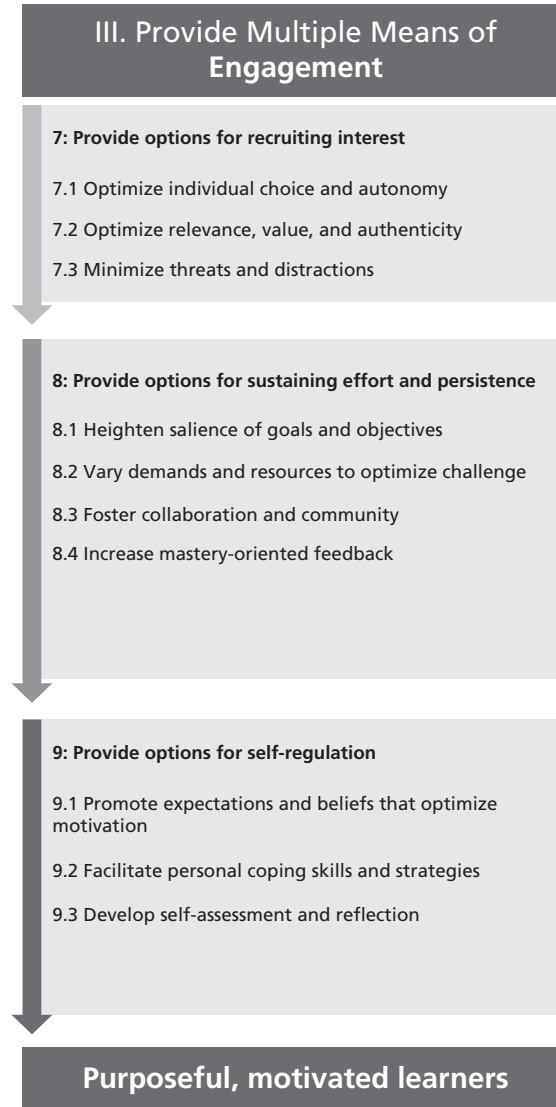 III. Provide Multiple Means of
Engagement
7: Provide options for recruiting interest
7.1 Optimize individual choice and autonomy
7.2 Optimize relevance, value, and authenticity
7.3 Minimize threats and distractions
8: Provide options for sustaining effort and persistence
8.1 Heighten salience of goals and objectives
8.2 Vary demands and resources to optimize challenge
8.3 Foster collaboration and community
8.4 Increase mastery-oriented feedback
9: Provide options for self-regulation
9.1 Promote expectations and beliefs that optimize
motivation
9.2 Facilitate personal coping skills and strategies
9.3 Develop self-assessment and reflection
Purposeful, motivated learners